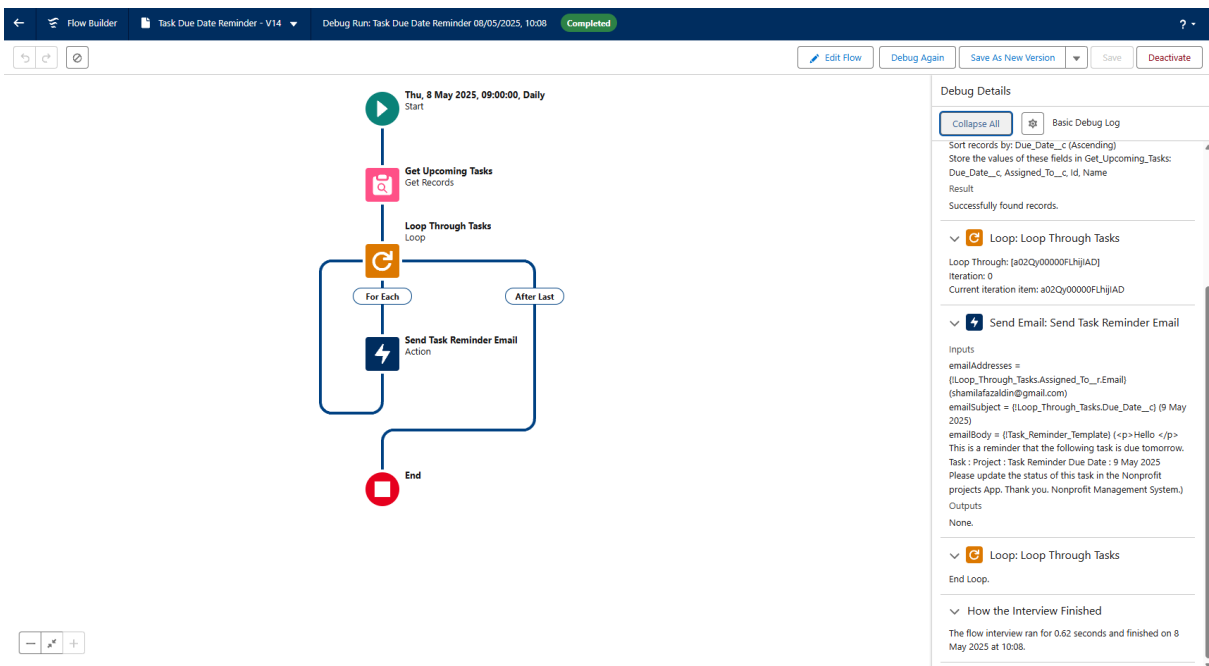 Flow Builder
Task Due Date Reminder - V14
Debug Run: Task Due Date Reminder 08/05/2025, 10:08
Completed
?
Edit Flow
Debug Again
Save As New Version
Save
Deactivate
Thu, 8 May 2025, 09:00:00, Daily
Start
Get Upcoming Tasks
Get Records
Loop Through Tasks
Loop
For Each
After Last
Send Task Reminder Email
Action
End
Debug Details
Collapse All
Basic Debug Log
Sort records by: Due_Date__c (Ascending)
Store the values of these fields in Get_Upcoming_Tasks:
Due_Date__c, Assigned_To__c, Id, Name
Result
Successfully found records.
Loop: Loop Through Tasks
Loop Through: [a02Qy00000FLhijIAD]
Iteration: 0
Current iteration item: a02Qy00000FLhijIAD
Send Email: Send Task Reminder Email
Inputs
emailAddresses =
{!Loop_Through_Tasks.Assigned_To__r.Email}
(shamilafazaldin@gmail.com)
emailSubject = {!Loop_Through_Tasks.Due_Date__c} (9 May
2025)
emailBody = {!Task_Reminder_Template} (<p>Hello </p>
This is a reminder that the following task is due tomorrow.
Task : Project : Task Reminder Due Date : 9 May 2025
Please update the status of this task in the Nonprofit
projects App. Thank you. Nonprofit Management System.)
Outputs
None.
Loop: Loop Through Tasks
End Loop.
How the Interview Finished
The flow interview ran for 0.62 seconds and finished on 8
May 2025 at 10:08.